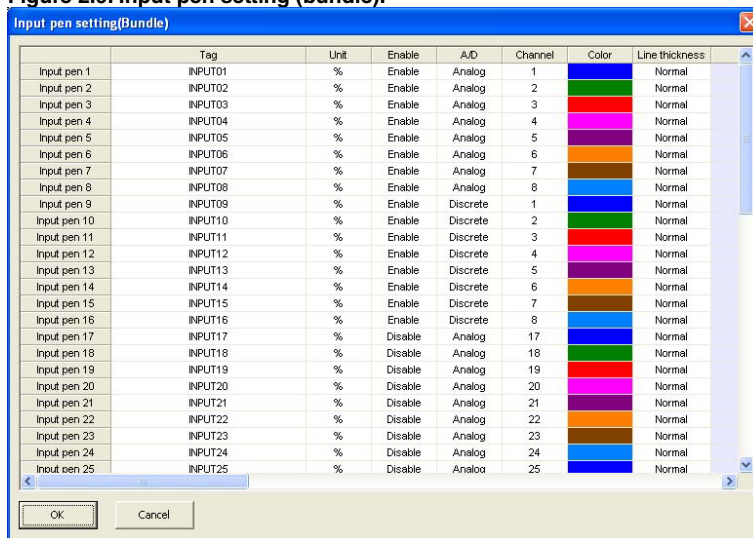 Figure 2.8: Input pen setting (bundle).
Input pen setting(Bundle)
Tag Unit Enable A/D Channel Color Line thickness
Input pen 1 INPUT01 % Enable Analog 1 Normal
Input pen 2 INPUT02 % Enable Analog 2 Normal
Input pen 3 INPUT03 % Enable Analog 3 Normal
Input pen 4 INPUT04 % Enable Analog 4 Normal
Input pen 5 INPUT05 % Enable Analog 5 Normal
Input pen 6 INPUT06 % Enable Analog 6 Normal
Input pen 7 INPUT07 % Enable Analog 7 Normal
Input pen 8 INPUT08 % Enable Analog 8 Normal
Input pen 9 INPUT09 % Enable Discrete 1 Normal
Input pen 10 INPUT10 % Enable Discrete 2 Normal
Input pen 11 INPUT11 % Enable Discrete 3 Normal
Input pen 12 INPUT12 % Enable Discrete 4 Normal
Input pen 13 INPUT13 % Enable Discrete 5 Normal
Input pen 14 INPUT14 % Enable Discrete 6 Normal
Input pen 15 INPUT15 % Enable Discrete 7 Normal
Input pen 16 INPUT16 % Enable Discrete 8 Normal
Input pen 17 INPUT17 % Disable Analog 17 Normal
Input pen 18 INPUT18 % Disable Analog 18 Normal
Input pen 19 INPUT19 % Disable Analog 19 Normal
Input pen 20 INPUT20 % Disable Analog 20 Normal
Input pen 21 INPUT21 % Disable Analog 21 Normal
Input pen 22 INPUT22 % Disable Analog 22 Normal
Input pen 23 INPUT23 % Disable Analog 23 Normal
Input pen 24 INPUT24 % Disable Analog 24 Normal
Input pen 25 INPUT25 % Disable Analog 25 Normal
OK Cancel